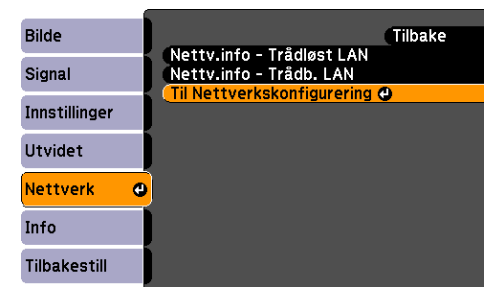 Bilde
Signal
Innstillinger
Utvidet
Nettverk
Info
Tilbakestill
Tilbake
Nettv.info - Trådløst LAN
Nettv.info - Trådb. LAN
Til Nettverkskonfigurering